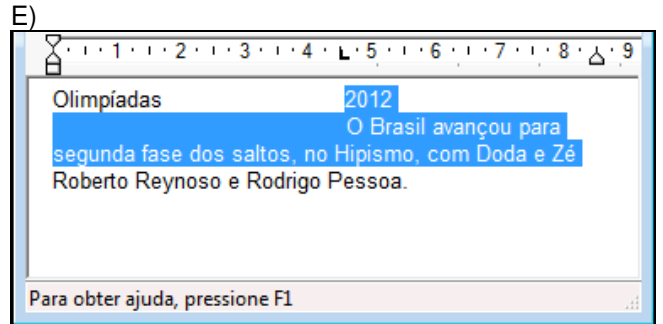 E)
1 2 3 4 5 6 7 8 9
Olimpíadas 2012
O Brasil avançou para
segunda fase dos saltos, no Hipismo, com Doda e Zé
Roberto Reynoso e Rodrigo Pessoa.
Para obter ajuda, pressione F1